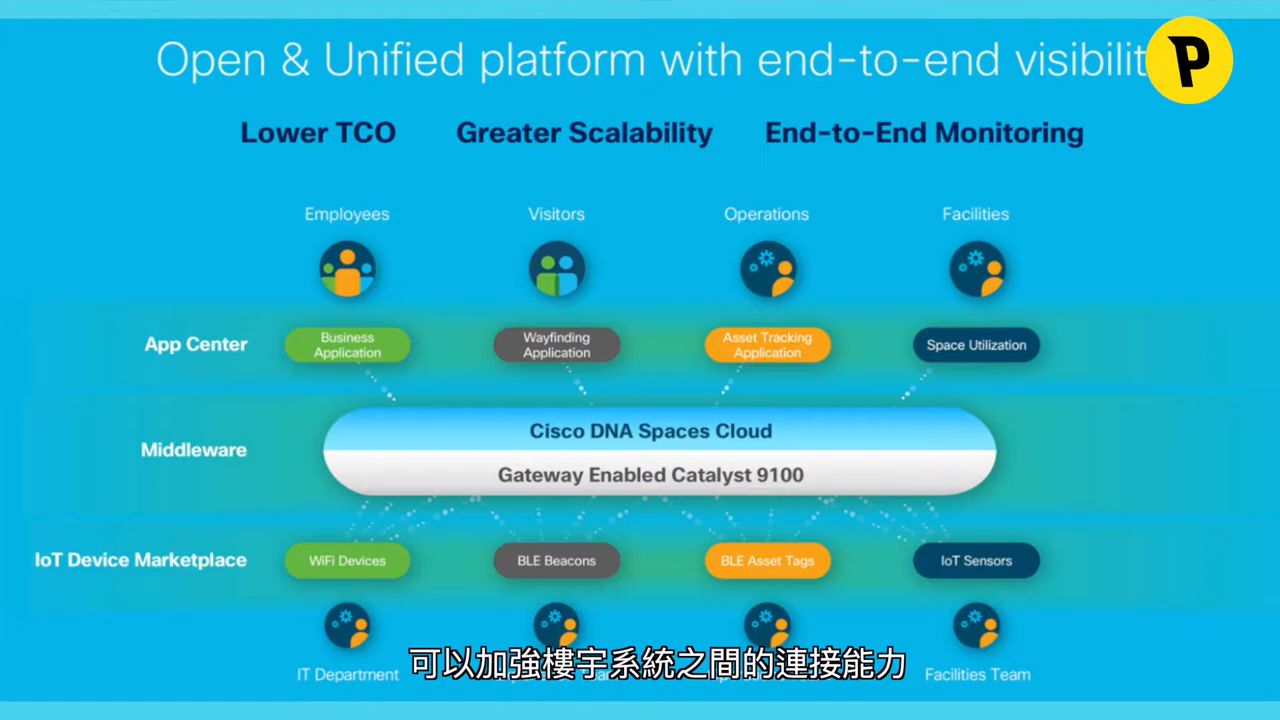 Open & Unified platform with end-to-end visibilit
P
Lower TCO
Greater Scalability
End-to-End Monitoring
Employees
Visitors
Operations
Facilities
App Center
Business
Application
Wayfinding
Application
Asset Tracking
Application
Space Utilization
Middleware
Cisco DNA Spaces Cloud
Gateway Enabled Catalyst 9100
IoT Device Marketplace
WiFi Devices
BLE Beacons
BLE Asset Tags
IoT Sensors
IT Department
Facilities Team
可以加強樓宇系統之間的連接能力